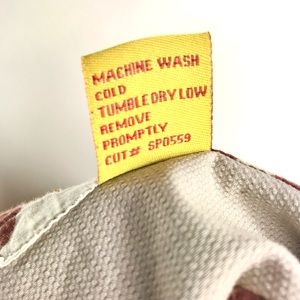 MACHINE WASH
COLD
TUMBLE DRY LOW
REMOVE
PROMPTLY
CUT# SP0559